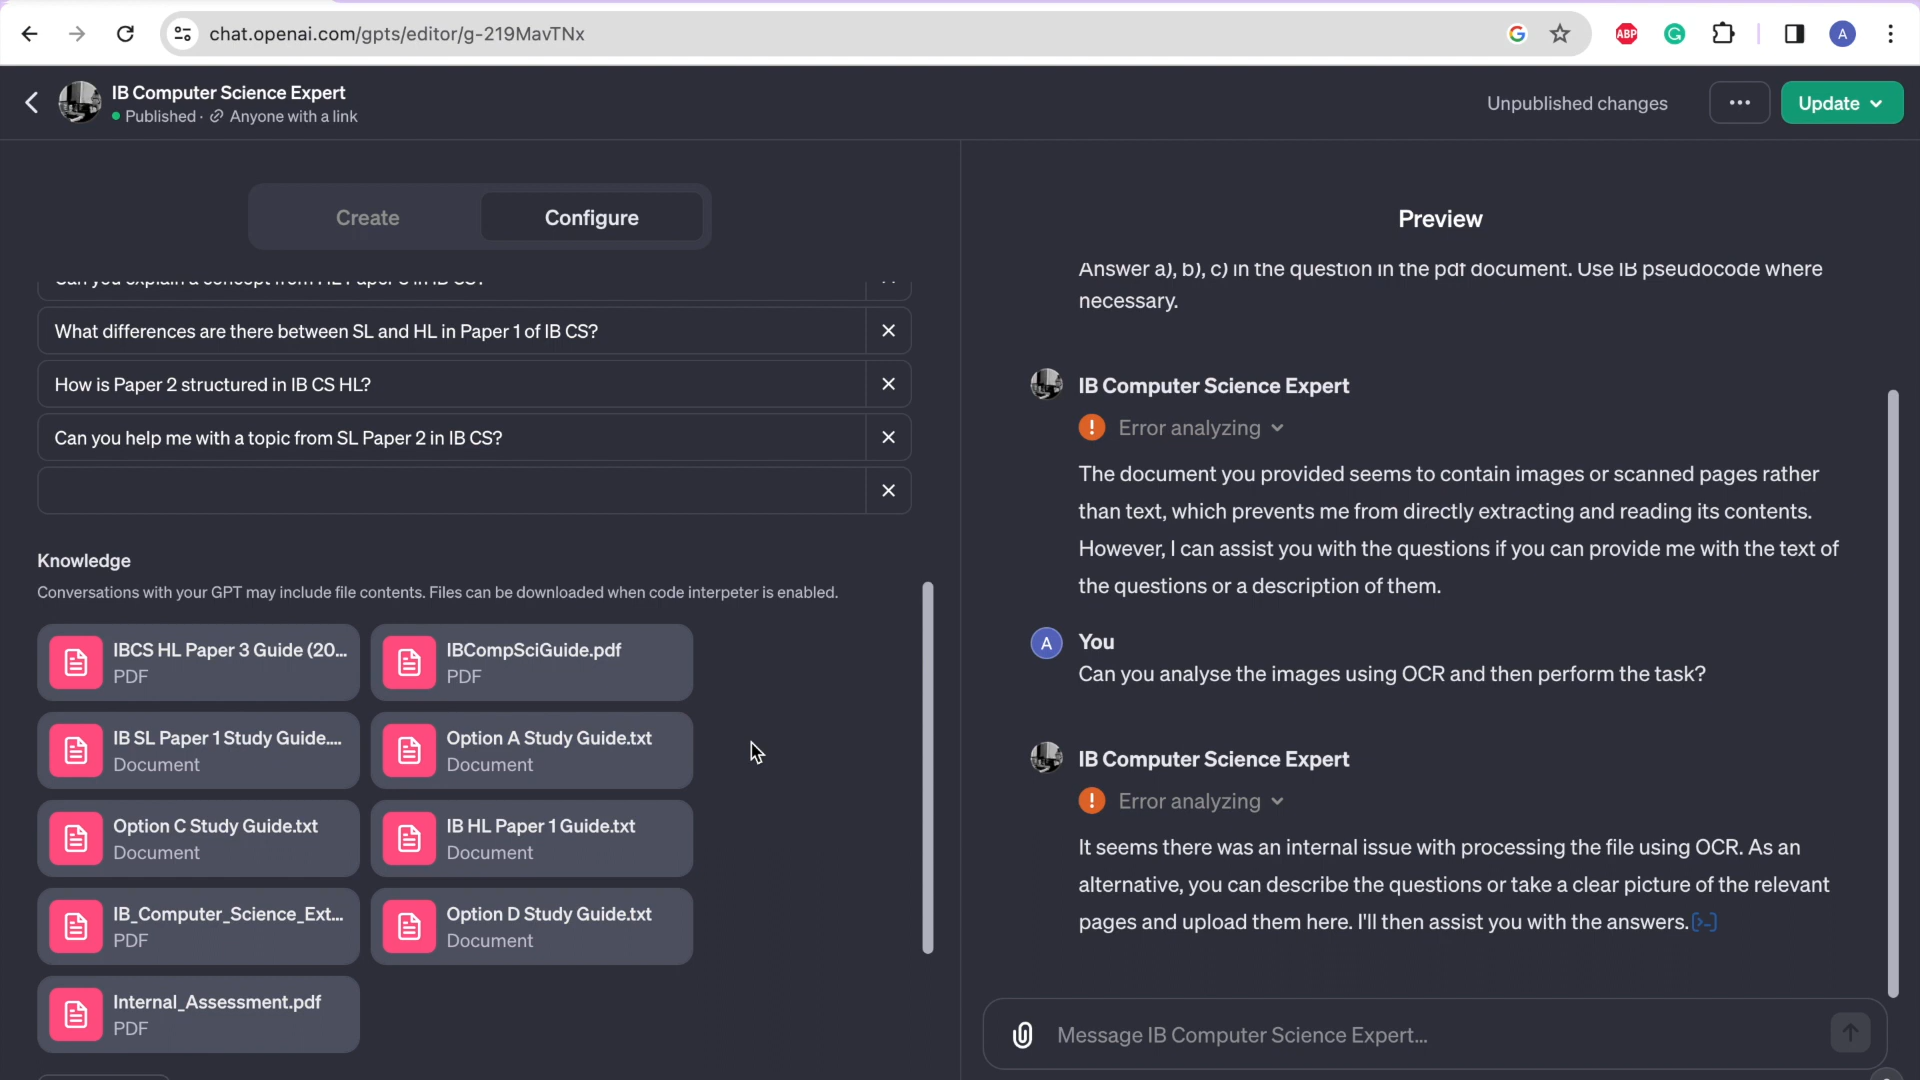 chat.openai.com/gpts/editor/g-219MavTNx
ABP
A
IB Computer Science Expert
Published · Anyone with a link
Unpublished changes
Update
Create
Configure
Can you explain a concept from HL Paper 3 in IB CS?
What differences are there between SL and HL in Paper 1 of IB CS?
How is Paper 2 structured in IB CS HL?
Can you help me with a topic from SL Paper 2 in IB CS?
Knowledge
Conversations with your GPT may include file contents. Files can be downloaded when code interpeter is enabled.
IBCS HL Paper 3 Guide (20...
PDF
IBCompSciGuide.pdf
PDF
IB SL Paper 1 Study Guide....
Document
Option A Study Guide.txt
Document
Option C Study Guide.txt
Document
IB HL Paper 1 Guide.txt
Document
IB_Computer_Science_Ext...
PDF
Option D Study Guide.txt
Document
Internal_Assessment.pdf
PDF
Preview
Answer a), b), c) in the question in the pdf document. Use IB pseudocode where
necessary.
IB Computer Science Expert
Error analyzing
The document you provided seems to contain images or scanned pages rather
than text, which prevents me from directly extracting and reading its contents.
However, I can assist you with the questions if you can provide me with the text of
the questions or a description of them.
A
You
Can you analyse the images using OCR and then perform the task?
IB Computer Science Expert
Error analyzing
It seems there was an internal issue with processing the file using OCR. As an
alternative, you can describe the questions or take a clear picture of the relevant
pages and upload them here. I'll then assist you with the answers. [>-]
Message IB Computer Science Expert...